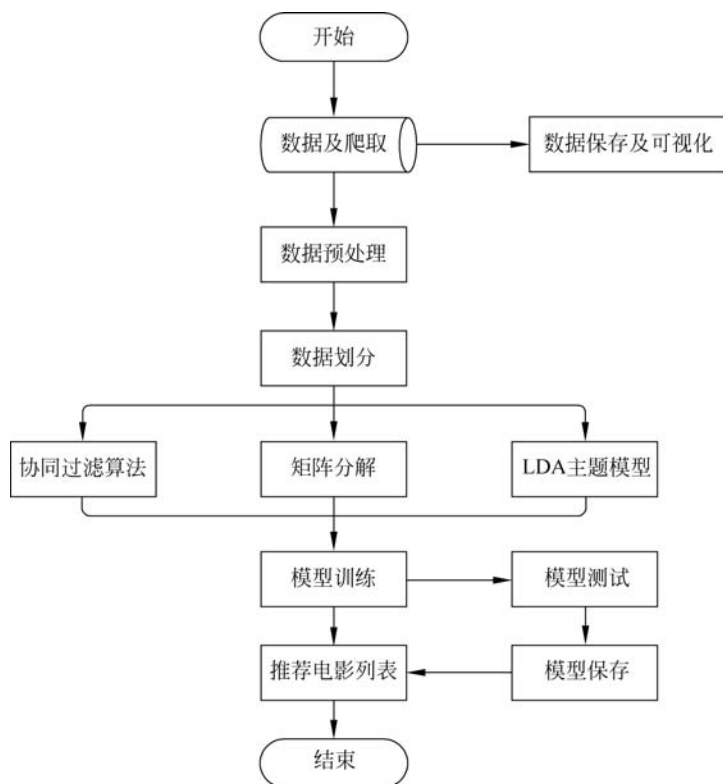 开始
数据及爬取
数据保存及可视化
数据预处理
数据划分
协同过滤算法
矩阵分解
LDA主题模型
模型训练
模型测试
推荐电影列表
模型保存
结束